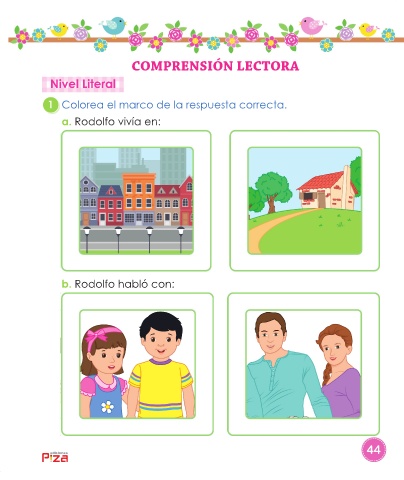 COMPRENSIÓN LECTORA
Nivel Literal
1 Colorea el marco de la respuesta correcta.
a. Rodolfo vivía en:
b. Rodolfo habló con:
Piza
44